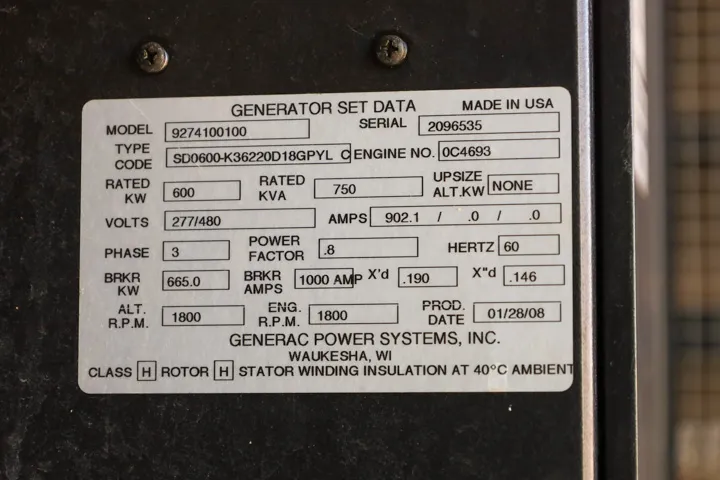 GENERATOR SET DATA MADE IN USA
MODEL 9274100100 SERIAL 2096535
TYPE CODE SD0600-K36220D18GPYL C ENGINE NO. 0C4693
RATED KW 600 RATED KVA 750 UPSIZE ALT.KW NONE
VOLTS 277/480 AMPS 902.1 / .0 / .0
PHASE 3 POWER FACTOR .8 HERTZ 60
BRKR KW 665.0 BRKR AMPS 1000 AMP X'd .190 X"d .146
ALT. R.P.M. 1800 ENG. R.P.M. 1800 PROD. DATE 01/28/08
GENERAC POWER SYSTEMS, INC.
WAUKESHA, WI
CLASS H ROTOR H STATOR WINDING INSULATION AT 40°C AMBIENT